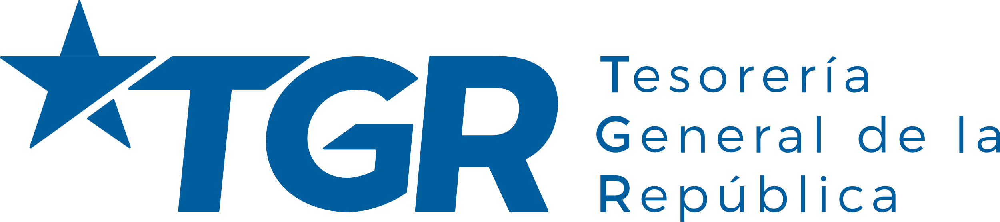 TGR
Tesorería
General de la
República